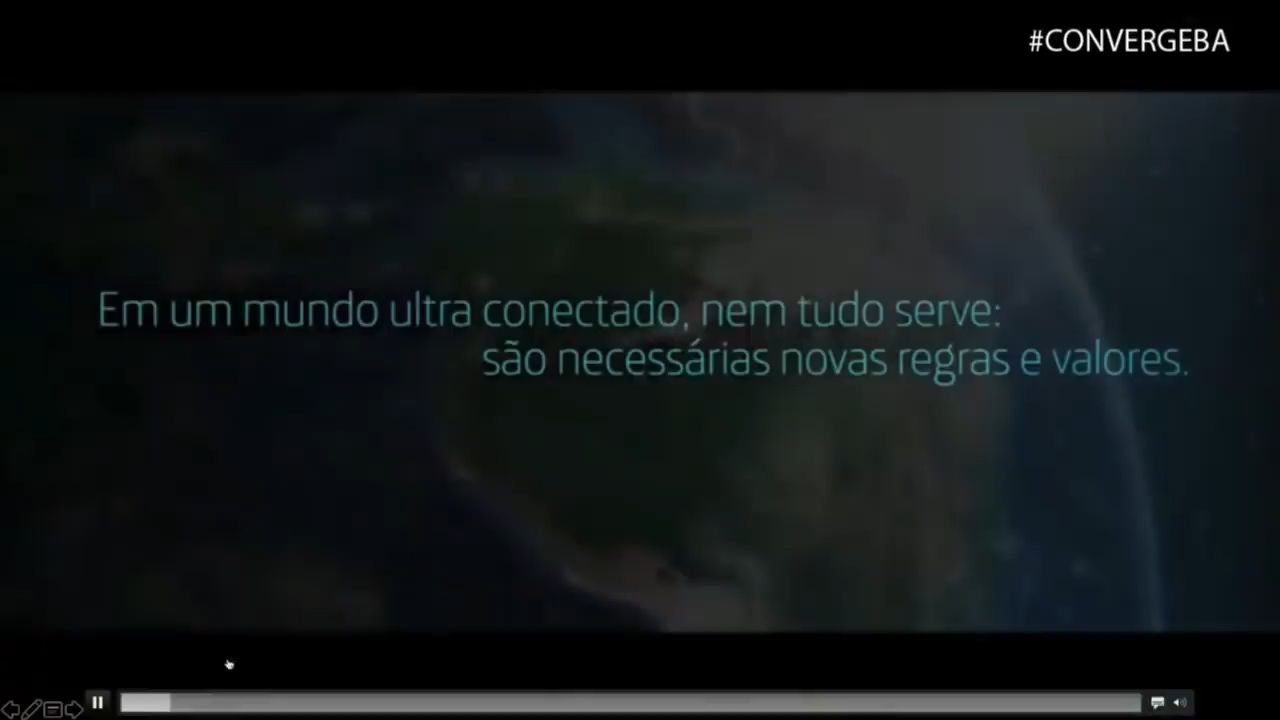 #CONVERGEBA
Em um mundo ultra conectado, nem tudo serve:
são necessárias novas regras e valores.